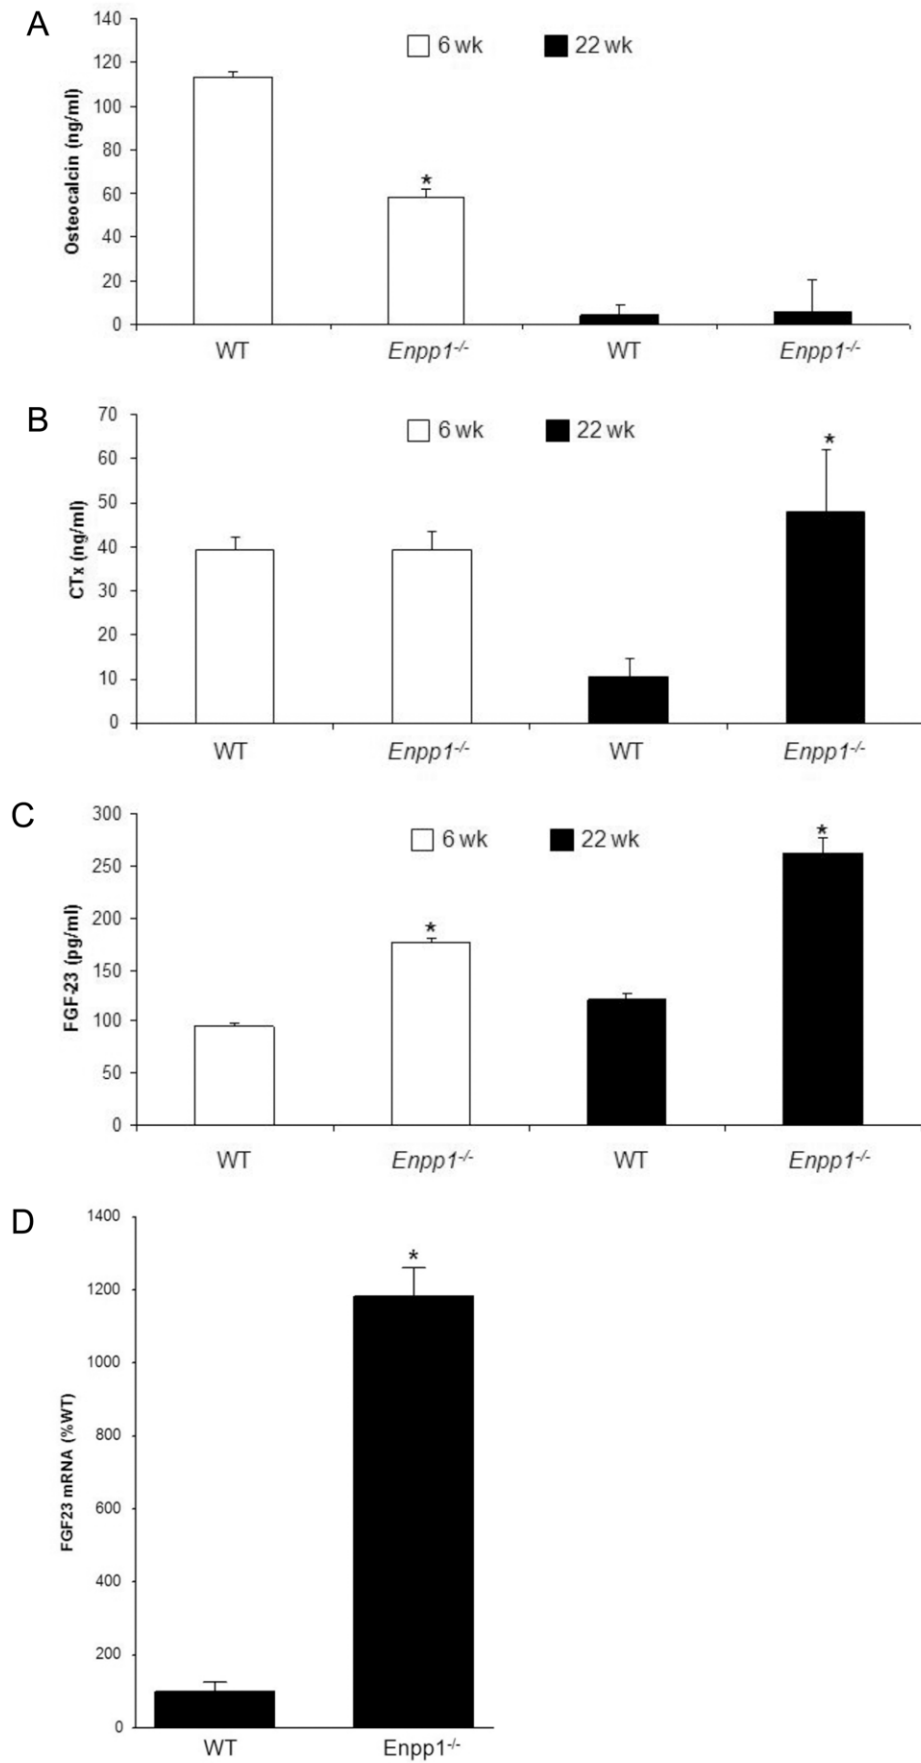 A
140
120
100
80
60
40
20
0
Osteocalcin (ng/ml)
6 wk 22 wk
*
WT Enpp1-/- WT Enpp1-/-
B
70
60
50
40
30
20
10
0
CTx (ng/ml)
6 wk 22 wk
*
WT Enpp1-/- WT Enpp1-/-
C
300
250
200
150
100
50
0
FGF-23 (pg/ml)
6 wk 22 wk
*
*
WT Enpp1-/- WT Enpp1-/-
D
1400
1200
1000
800
600
400
200
0
FGF23 mRNA (%WT)
*
WT Enpp1-/-